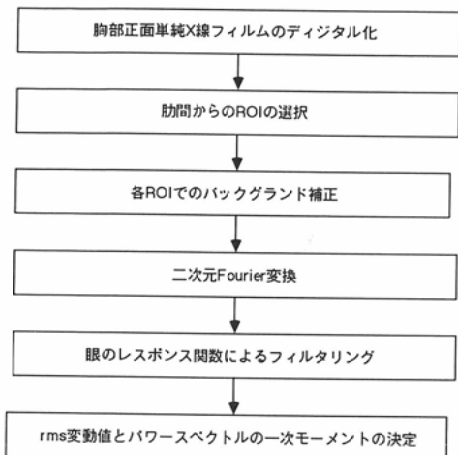 胸部正面単純X線フィルムのディジタル化
肋間からのROIの選択
各ROIでのバックグランド補正
二次元Fourier変換
眼のレスポンス関数によるフィルタリング
rms変動値とパワースペクトルの一次モーメントの決定